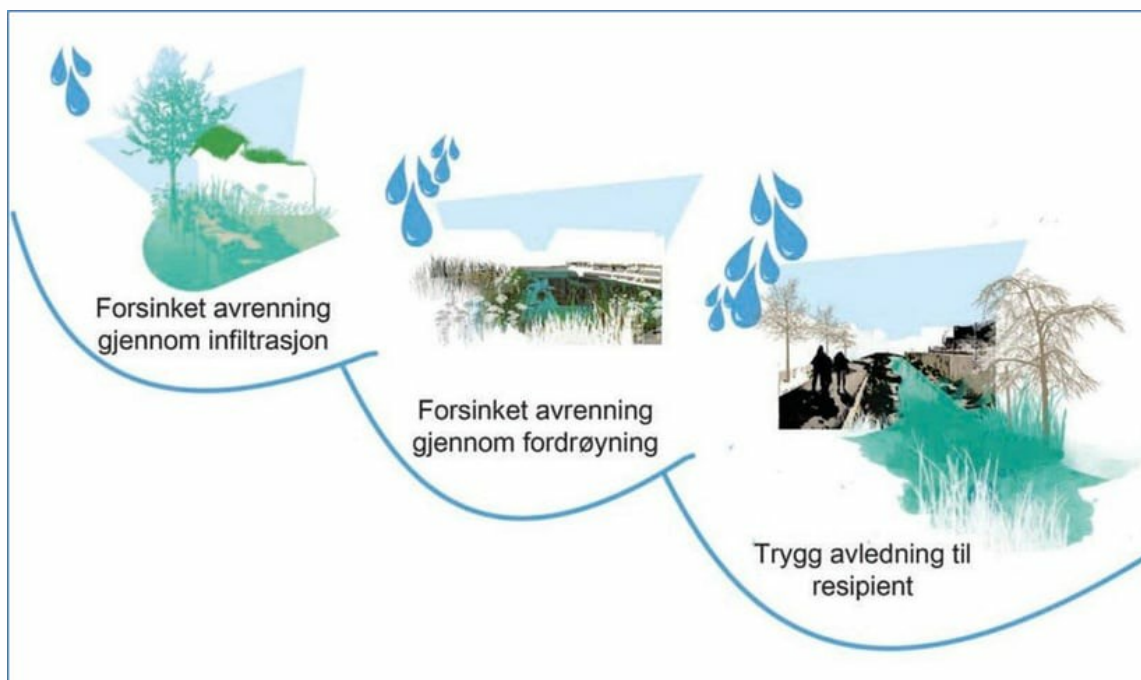 Forsinket avrenning
gjennom infiltrasjon
Forsinket avrenning
gjennom fordrøyning
Trygg avledning til
resipient